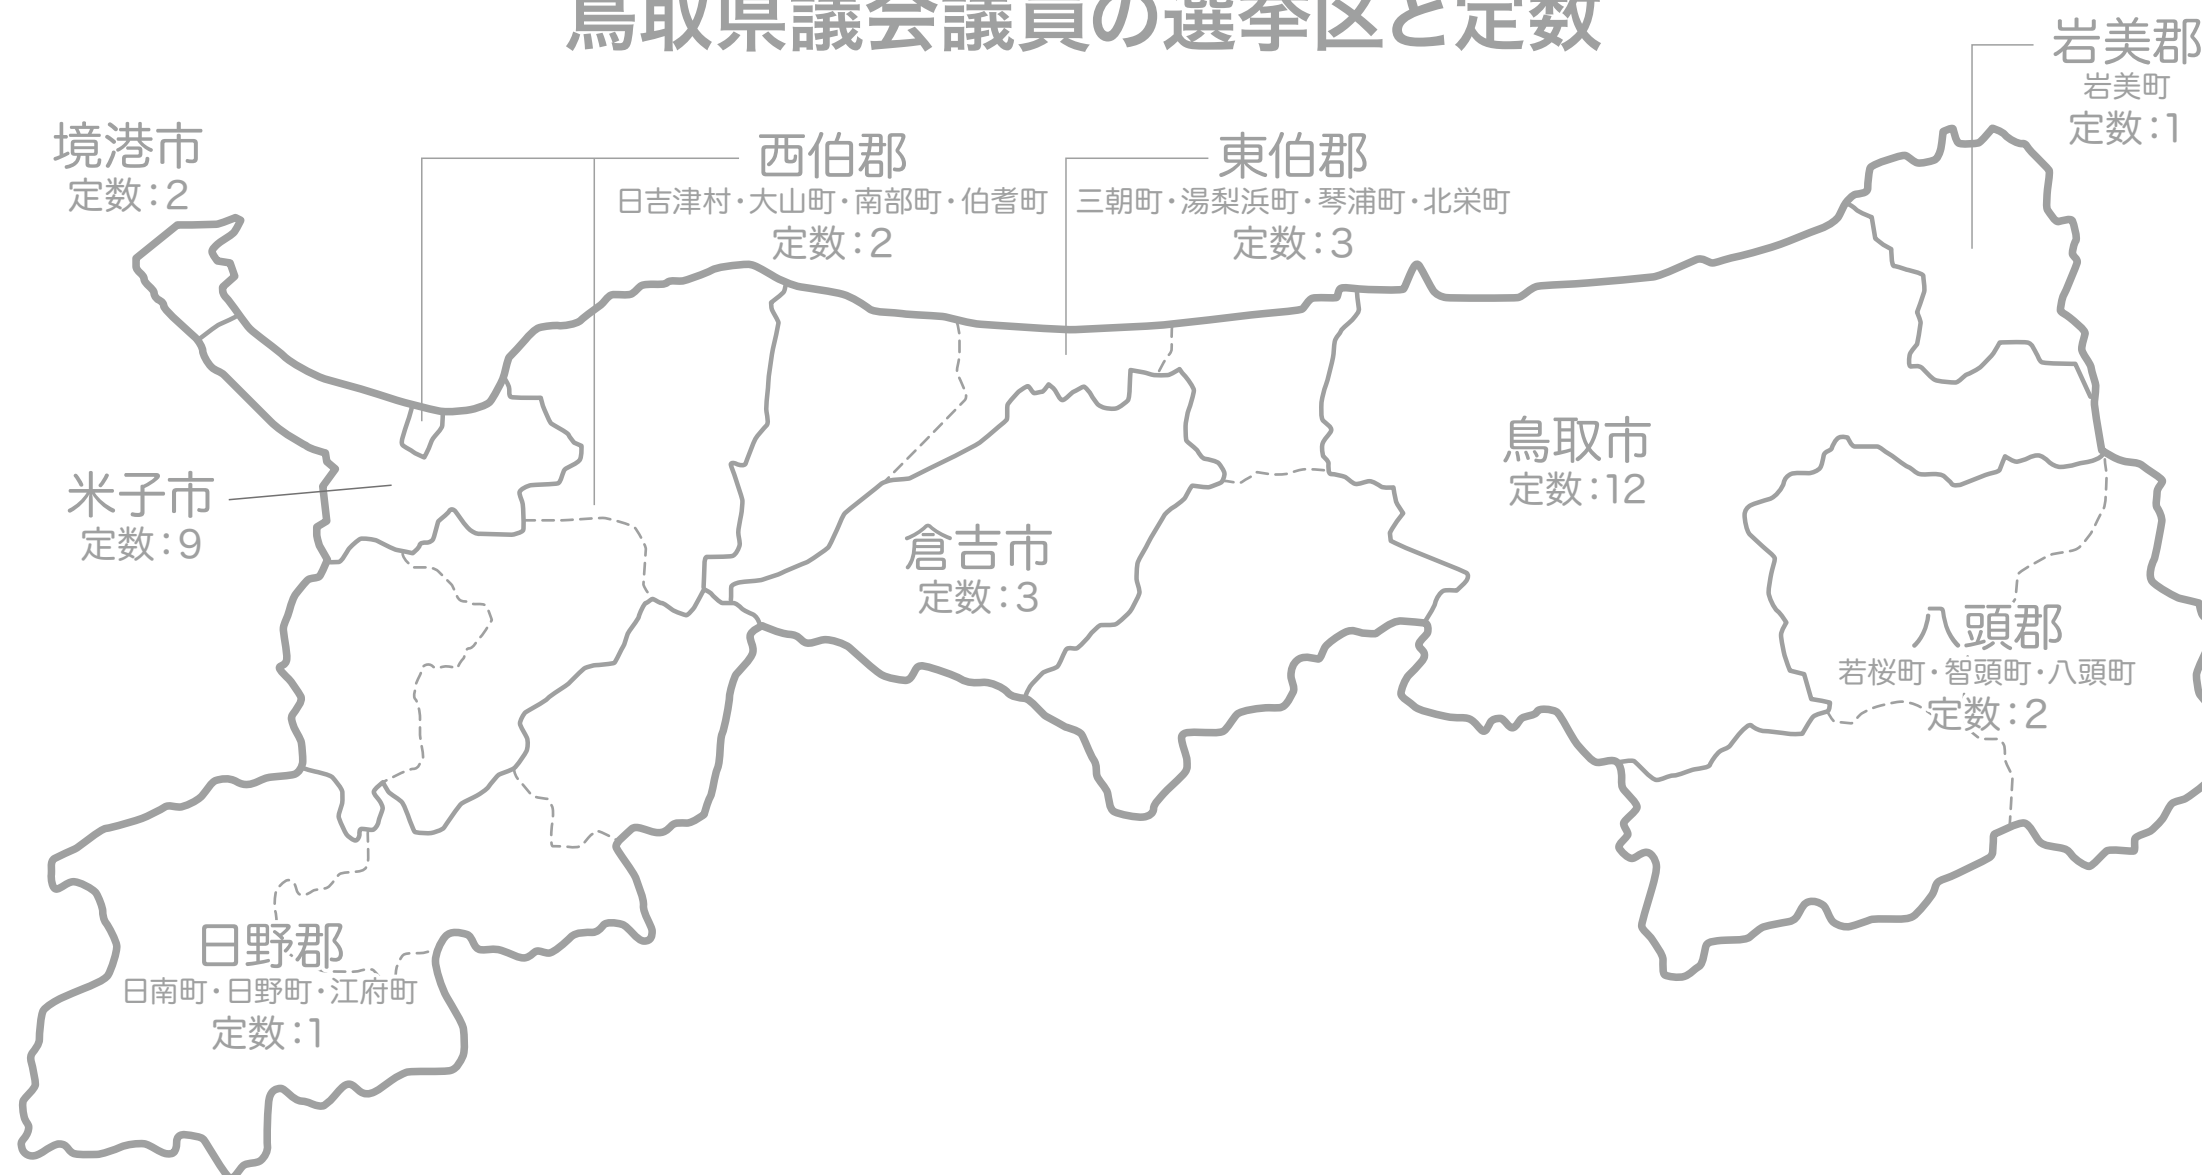 鳥取県議会議員の選挙区と定数
岩美郡
岩美町
定数:1
境港市
定数:2
西伯郡
日吉津村・大山町・南部町・伯耆町
定数:2
東伯郡
三朝町・湯梨浜町・琴浦町・北栄町
定数:3
米子市
定数:9
倉吉市
定数:3
鳥取市
定数:12
八頭郡
若桜町・智頭町・八頭町
定数:2
日野郡
日南町・日野町・江府町
定数:1